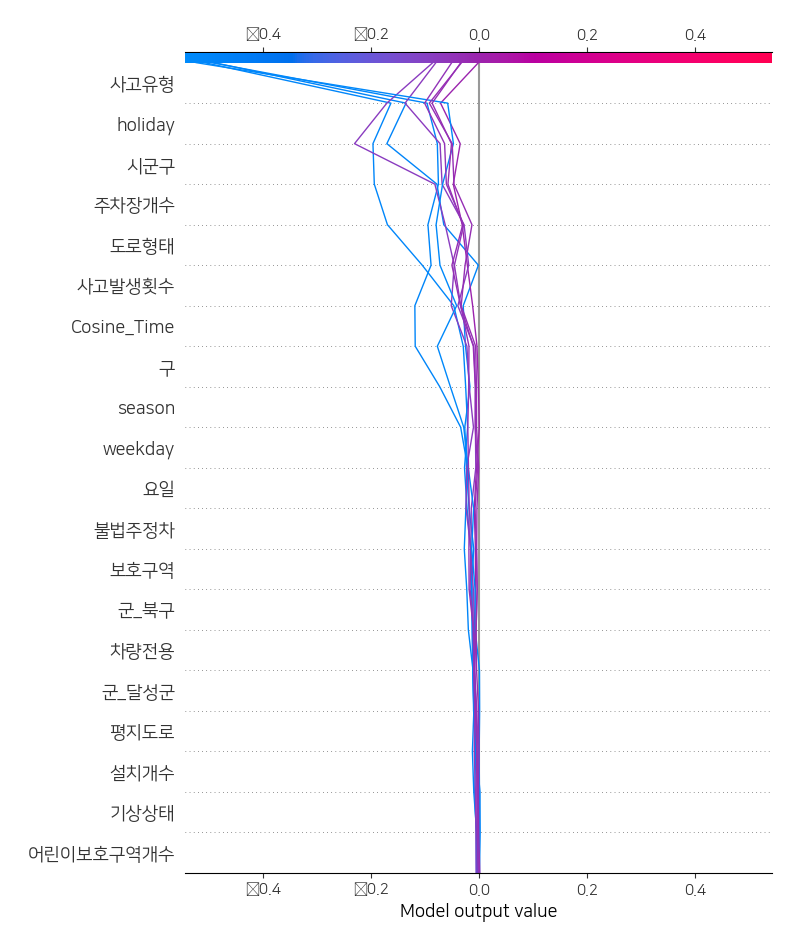 0.4 0.2 0.0 0.2 0.4
사고유형
holiday
시군구
주차장개수
도로형태
사고발생횟수
Cosine_Time
구
season
weekday
요일
불법주정차
보호구역
군_북구
차량전용
군_달성군
평지도로
설치개수
기상상태
어린이보호구역개수
0.4 0.2 0.0 0.2 0.4
Model output value